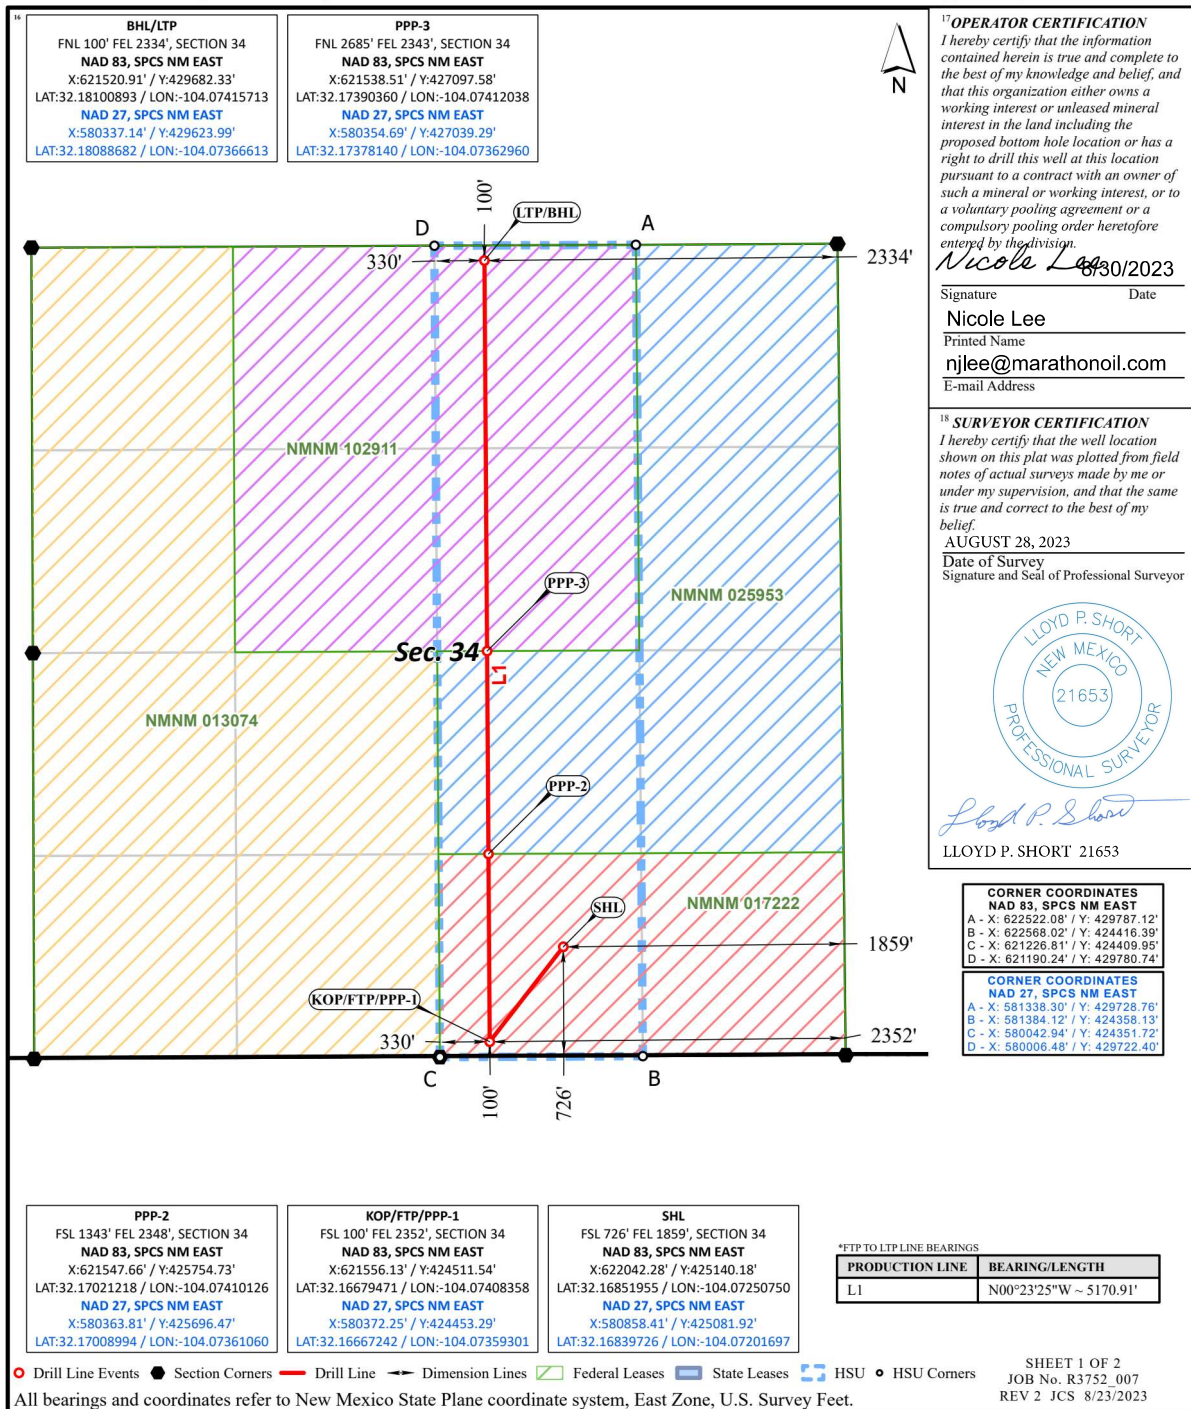 16
BHL/LTP
FNL 100' FEL 2334', SECTION 34
NAD 83, SPCS NM EAST
X:621520.91' / Y:429682.33'
LAT:32.18100893 / LON:-104.07415713
NAD 27, SPCS NM EAST
X:580337.14' / Y:429623.99'
LAT:32.18088682 / LON:-104.07366613
PPP-3
FNL 2685' FEL 2343', SECTION 34
NAD 83, SPCS NM EAST
X:621538.51' / Y:427097.58'
LAT:32.17390360 / LON:-104.07412038
NAD 27, SPCS NM EAST
X:580354.69' / Y:427039.29'
LAT:32.17378140 / LON:-104.07362960
N
100'
LTP/BHL
D
A
330'
2334'
NMNM 102911
PPP-3
NMNM 025953
Sec. 34
L1
NMNM 013074
PPP-2
SHL
NMNM 017222
1859'
KOP/FTP/PPP-1
330'
2352'
C
B
100'
726'
17 OPERATOR CERTIFICATION
I hereby certify that the information
contained herein is true and complete to
the best of my knowledge and belief, and
that this organization either owns a
working interest or unleased mineral
interest in the land including the
proposed bottom hole location or has a
right to drill this well at this location
pursuant to a contract with an owner of
such a mineral or working interest, or to
a voluntary pooling agreement or a
compulsory pooling order heretofore
entered by the division.
Nicole Lee 8/30/2023
Signature Date
Nicole Lee
Printed Name
njlee@marathonoil.com
E-mail Address
18 SURVEYOR CERTIFICATION
I hereby certify that the well location
shown on this plat was plotted from field
notes of actual surveys made by me or
under my supervision, and that the same
is true and correct to the best of my
belief.
AUGUST 28, 2023
Date of Survey
Signature and Seal of Professional Surveyor
LLOYD P. SHORT
NEW MEXICO
21653
PROFESSIONAL SURVEYOR
Lloyd P. Short
LLOYD P. SHORT 21653
CORNER COORDINATES
NAD 83, SPCS NM EAST
A - X: 622522.08' / Y: 429787.12'
B - X: 622568.02' / Y: 424416.39'
C - X: 621226.81' / Y: 424409.95'
D - X: 621190.24' / Y: 429780.74'
CORNER COORDINATES
NAD 27, SPCS NM EAST
A - X: 581338.30' / Y: 429728.76'
B - X: 581384.12' / Y: 424358.13'
C - X: 580042.94' / Y: 424351.72'
D - X: 580006.48' / Y: 429722.40'
PPP-2
FSL 1343' FEL 2348', SECTION 34
NAD 83, SPCS NM EAST
X:621547.66' / Y:425754.73'
LAT:32.17021218 / LON:-104.07410126
NAD 27, SPCS NM EAST
X:580363.81' / Y:425696.47'
LAT:32.17008994 / LON:-104.07361060
KOP/FTP/PPP-1
FSL 100' FEL 2352', SECTION 34
NAD 83, SPCS NM EAST
X:621556.13' / Y:424511.54'
LAT:32.16679471 / LON:-104.07408358
NAD 27, SPCS NM EAST
X:580372.25' / Y:424453.29'
LAT:32.16667242 / LON:-104.07359301
SHL
FSL 726' FEL 1859', SECTION 34
NAD 83, SPCS NM EAST
X:622042.28' / Y:425140.18'
LAT:32.16851955 / LON:-104.07250750
NAD 27, SPCS NM EAST
X:580858.41' / Y:425081.92'
LAT:32.16839726 / LON:-104.07201697
*FTP TO LTP LINE BEARINGS
PRODUCTION LINE BEARING/LENGTH
L1 N00°23'25"W ~ 5170.91'
Drill Line Events Section Corners Drill Line Dimension Lines Federal Leases State Leases HSU HSU Corners
All bearings and coordinates refer to New Mexico State Plane coordinate system, East Zone, U.S. Survey Feet.
SHEET 1 OF 2
JOB No. R3752_007
REV 2 JCS 8/23/2023